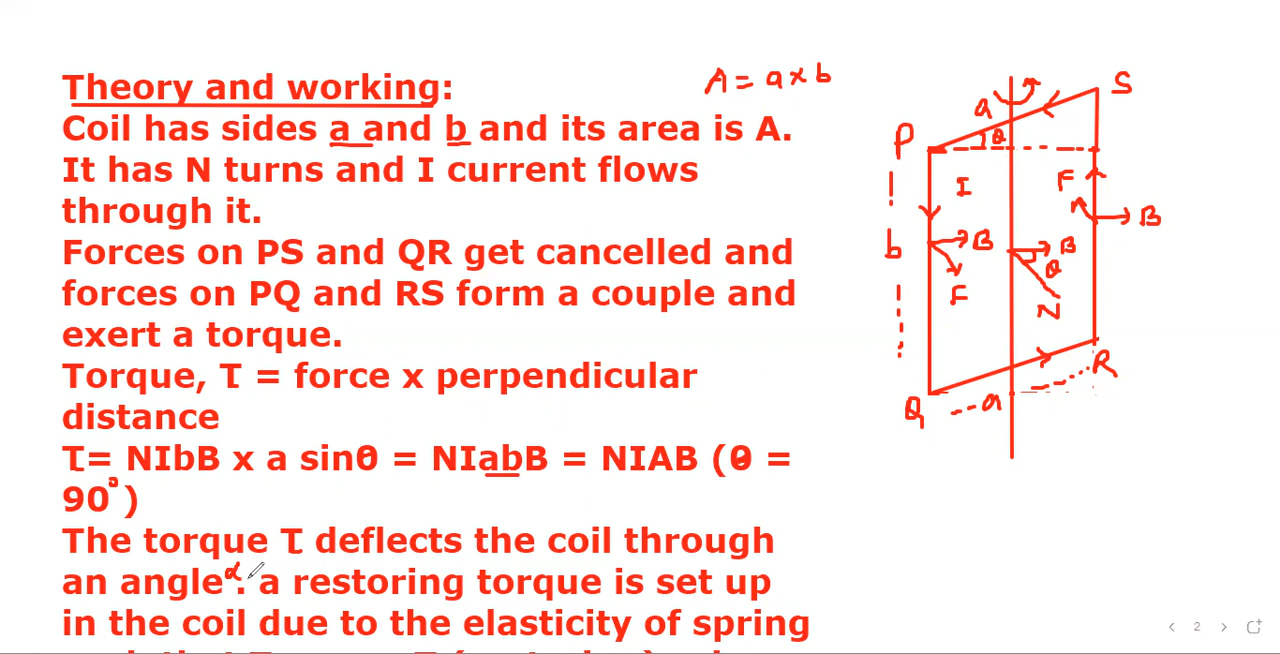 Theory and working:
A = a x b
Coil has sides a and b and its area is A.
It has N turns and I current flows
through it.
Forces on PS and QR get cancelled and
forces on PQ and RS form a couple and
exert a torque.
Torque, Ʈ = force x perpendicular
distance
Ʈ= NIbB x a sinθ = NIabB = NIAB (θ =
90°)
The torque Ʈ deflects the coil through
an angle α. a restoring torque is set up
in the coil due to the elasticity of spring
S
a
P
θ
I
F
B
b
B
B
θ
F
N
R
Q
a
2